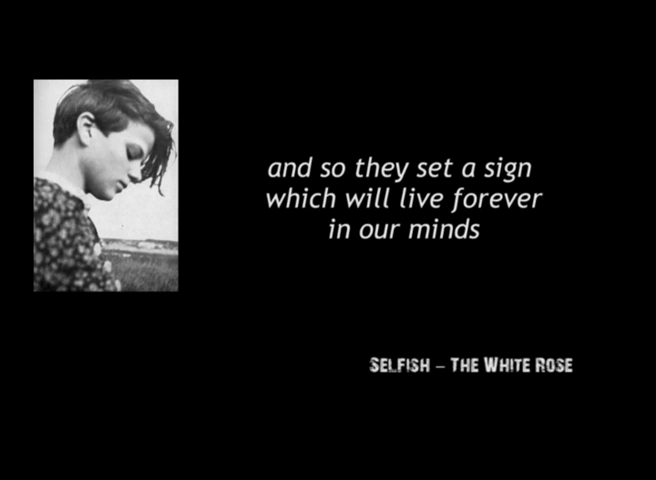 and so they set a sign
which will live forever
in our minds
SELFISH – THE WHITE ROSE